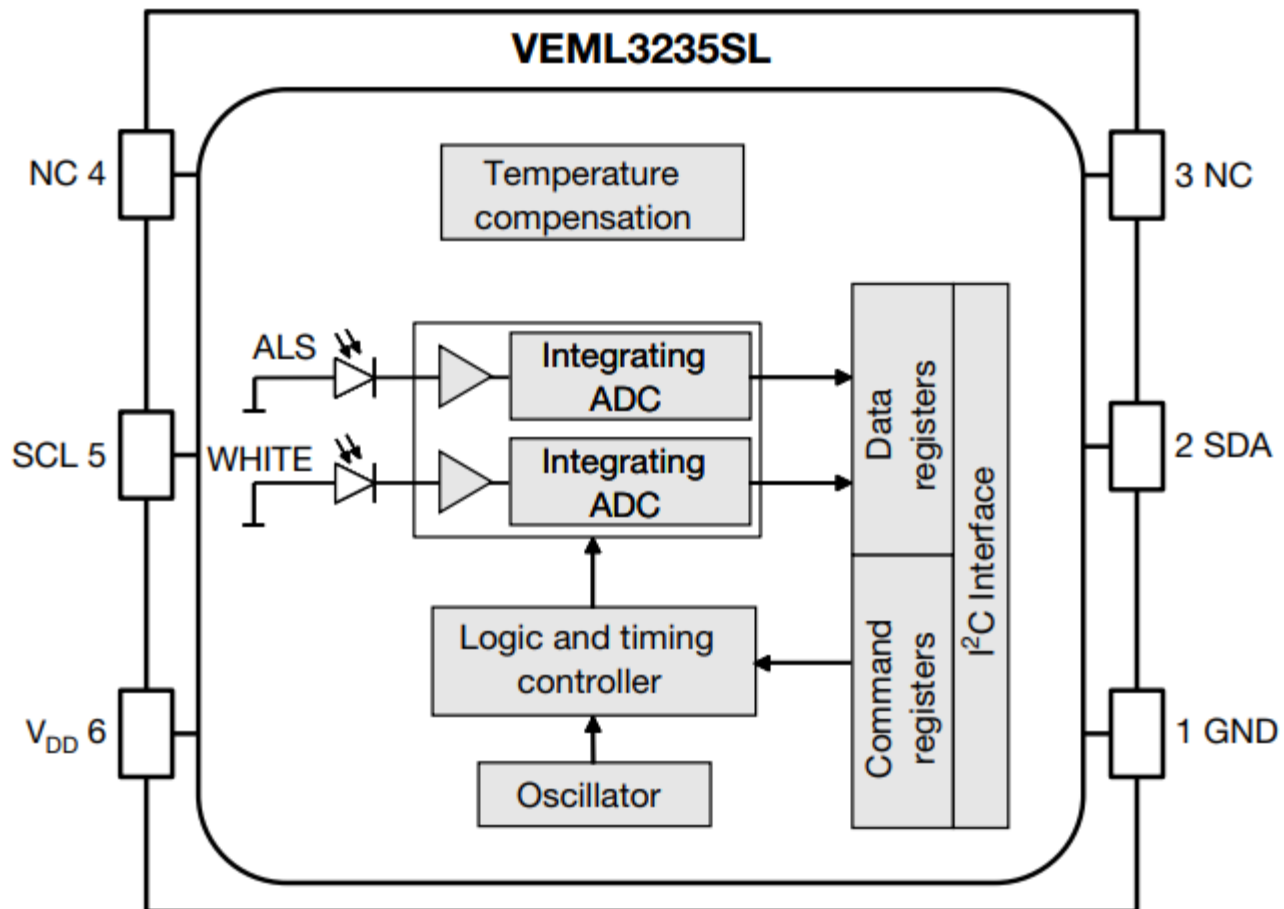 VEML3235SL
NC 4
3 NC
Temperature
compensation
ALS
Integrating
ADC
SCL 5
WHITE
Integrating
ADC
Data
registers
I²C Interface
2 SDA
Logic and timing
controller
Command
registers
V_DD 6
1 GND
Oscillator